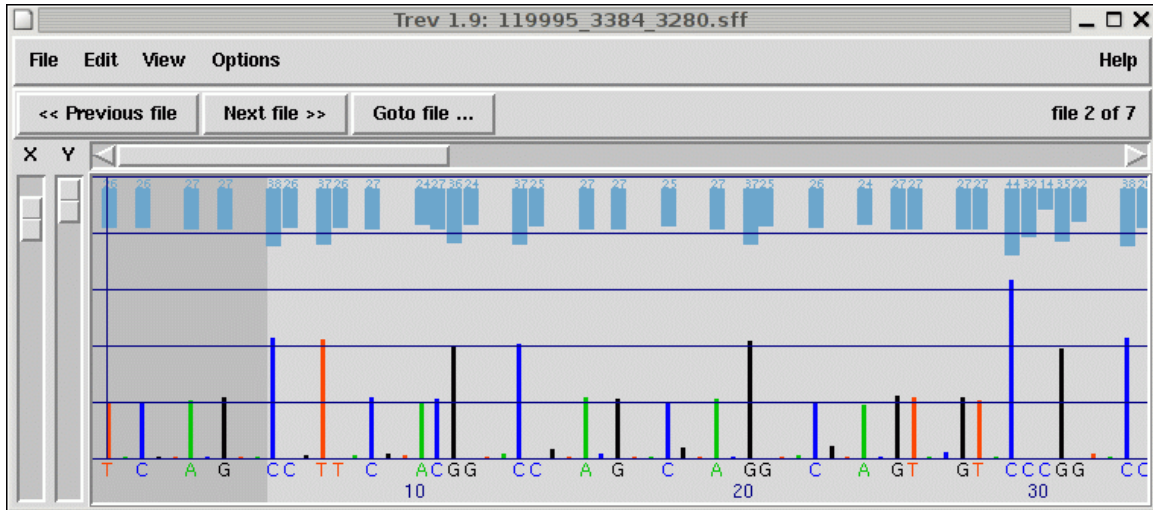 Trev 1.9: 119995_3384_3280.sff
File Edit View Options Help
<< Previous file Next file >> Goto file ... file 2 of 7
X Y
26 26 27 27 38 26 37 26 27 24 27 36 24 37 25 27 27 25 27 37 25 26 24 27 27 27 27 44 32 14 35 22 38
T C A G C C T T C A C G G C C A G C A G G C A G T G T C C C G G C C
10 20 30